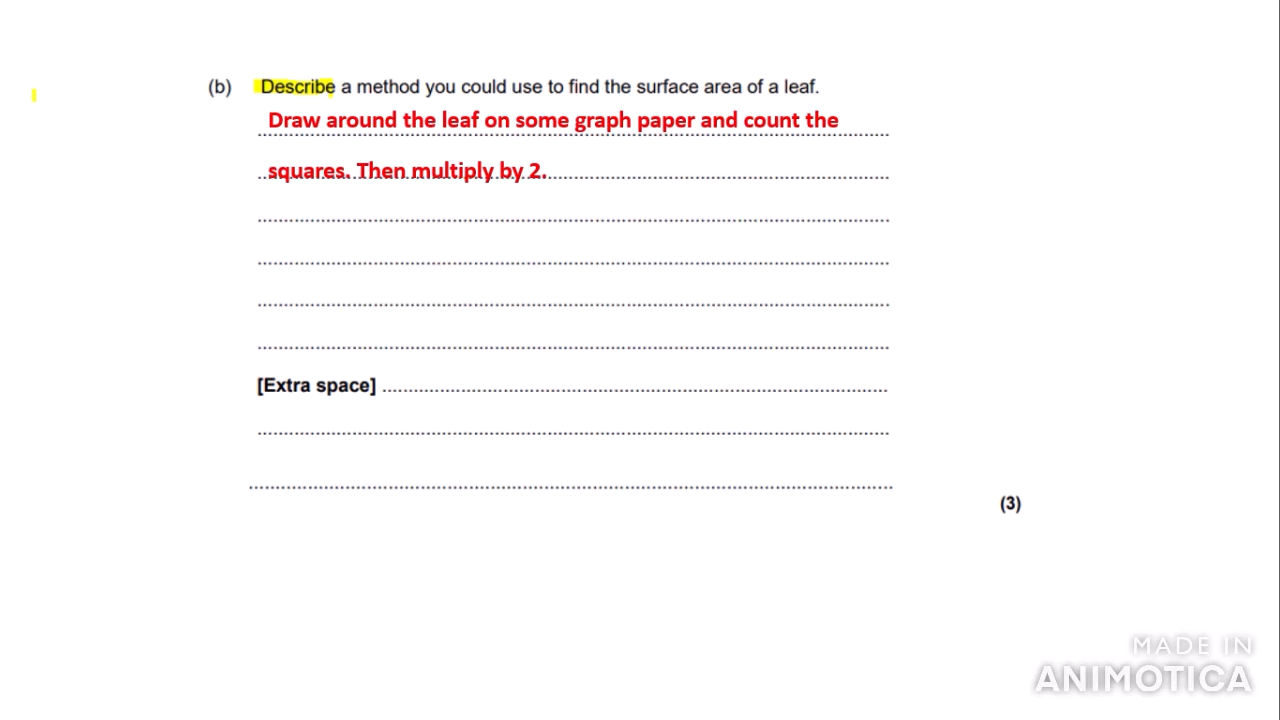 (b) Describe a method you could use to find the surface area of a leaf.
Draw around the leaf on some graph paper and count the
squares. Then multiply by 2.
[Extra space]
(3)
MADE IN
ANIMOTICA